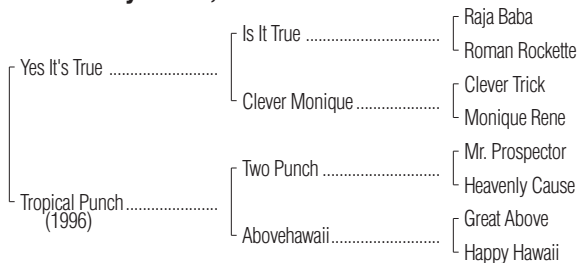 Raja Baba
Is It True
Roman Rockette
Yes It's True
Clever Trick
Clever Monique
Monique Rene
Mr. Prospector
Two Punch
Heavenly Cause
Tropical Punch
(1996)
Great Above
Abovehawaii
Happy Hawaii